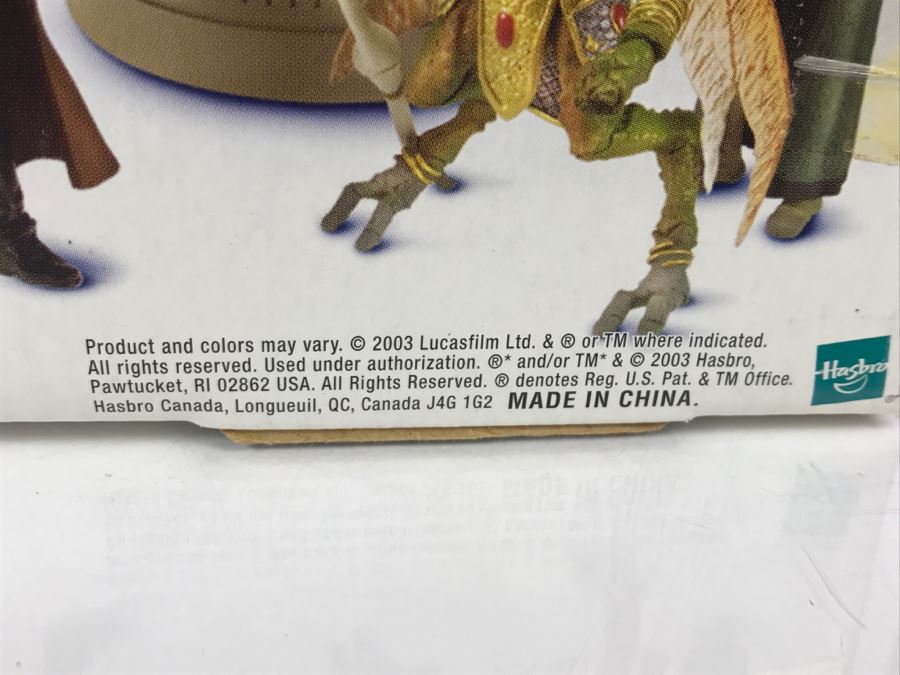 Product and colors may vary. © 2003 Lucasfilm Ltd. & ® or TM where indicated.
All rights reserved. Used under authorization. ®* and/or TM* & © 2003 Hasbro,
Pawtucket, RI 02862 USA. All Rights Reserved. ® denotes Reg. U.S. Pat. & TM Office.
Hasbro Canada, Longueuil, QC, Canada J4G 1G2 MADE IN CHINA.
Hasbro